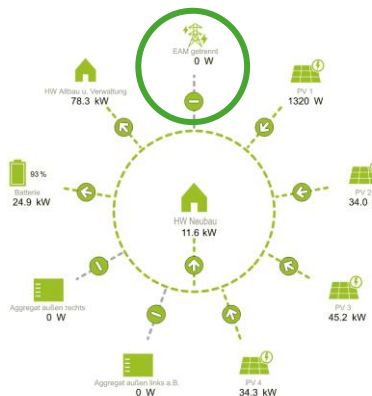 EAM getrennt
0 W
HW Altbau u. Verwaltung
78.3 kW
PV 1
1320 W
93 %
Batterie
24.9 kW
HW Neubau
11.6 kW
PV 2
34.0
Aggregat außen rechts
0 W
PV 3
45.2 kW
Aggregat außen links a.B.
0 W
PV 4
34.3 kW